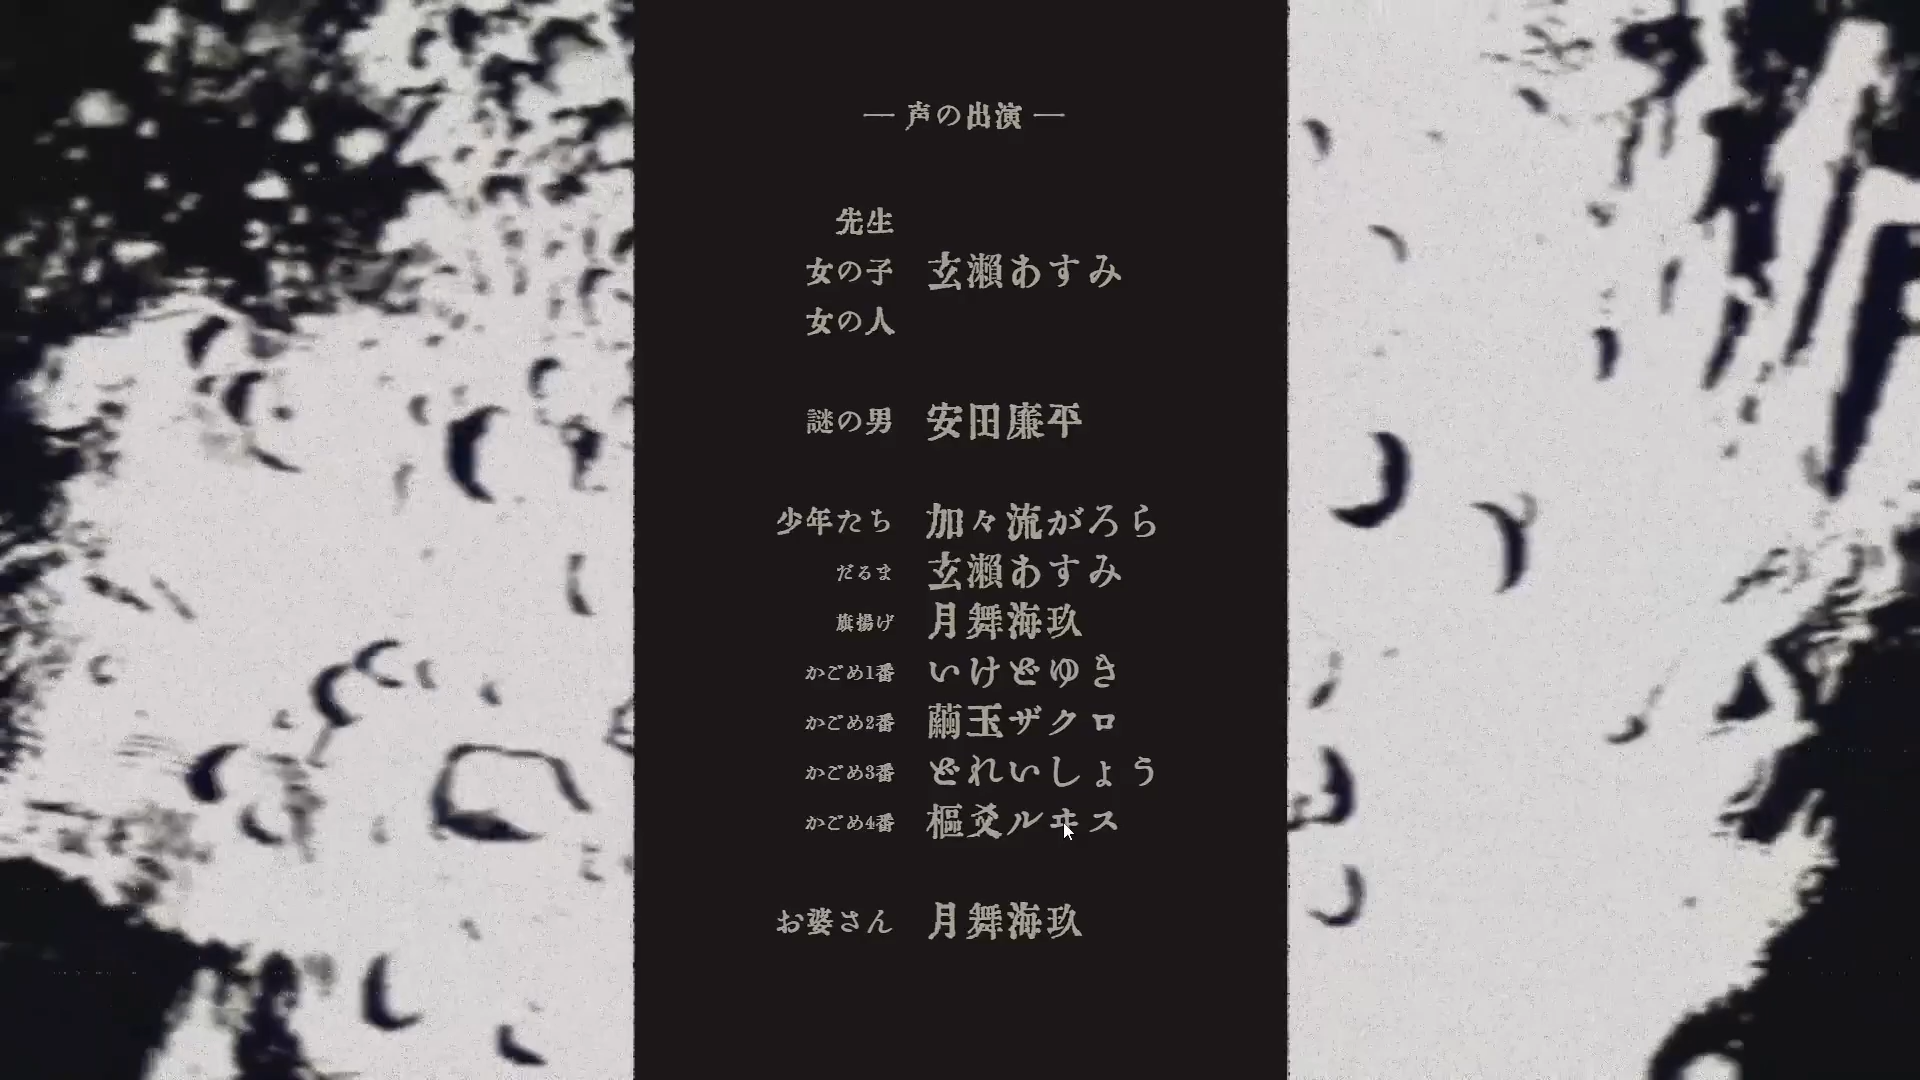 ― 声の出演 ―
先生
女の子 玄瀬あすみ
女の人
謎の男 安田廉平
少年たち 加々流がろら
だるま 玄瀬あすみ
旗揚げ 月舞海玖
かごめ1番 いけどゆき
かごめ2番 繭玉ザクロ
かごめ3番 どれいしょう
かごめ4番 樞爻ルヰス
お婆さん 月舞海玖